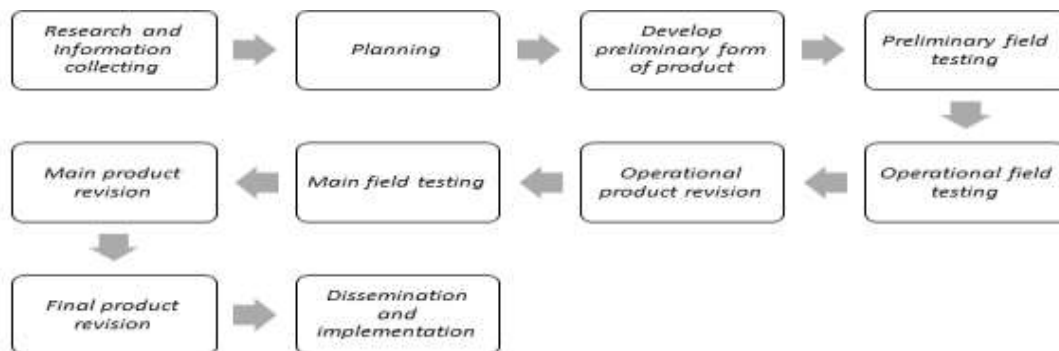 Research and
Information
collecting
Planning
Develop
preliminary form
of product
Preliminary field
testing
Operational field
testing
Operational
product revision
Main field testing
Main product
revision
Final product
revision
Dissemination
and
implementation